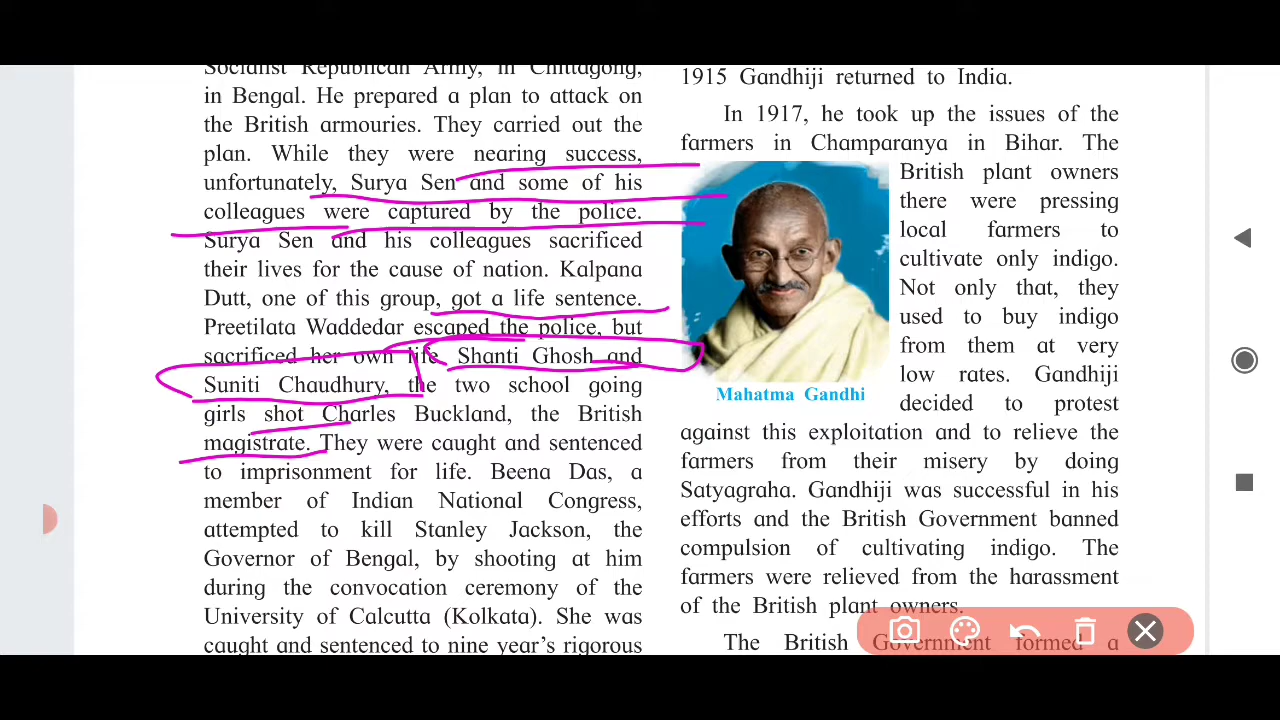 Socialist Republican Army, in Chittagong,
in Bengal. He prepared a plan to attack on
the British armouries. They carried out the
plan. While they were nearing success,
unfortunately, Surya Sen and some of his
colleagues were captured by the police.
Surya Sen and his colleagues sacrificed
their lives for the cause of nation. Kalpana
Dutt, one of this group, got a life sentence.
Preetilata Waddedar escaped the police, but
sacrificed her own life. Shanti Ghosh and
Suniti Chaudhury, the two school going
girls shot Charles Buckland, the British
magistrate. They were caught and sentenced
to imprisonment for life. Beena Das, a
member of Indian National Congress,
attempted to kill Stanley Jackson, the
Governor of Bengal, by shooting at him
during the convocation ceremony of the
University of Calcutta (Kolkata). She was
caught and sentenced to nine year's rigorous
1915 Gandhiji returned to India.
In 1917, he took up the issues of the
farmers in Champaranya in Bihar. The
British plant owners
there were pressing
local farmers to
cultivate only indigo.
Not only that, they
used to buy indigo
from them at very
low rates. Gandhiji
decided to protest
Mahatma Gandhi
against this exploitation and to relieve the
farmers from their misery by doing
Satyagraha. Gandhiji was successful in his
efforts and the British Government banned
compulsion of cultivating indigo. The
farmers were relieved from the harassment
of the British plant owners.
The British Government formed a